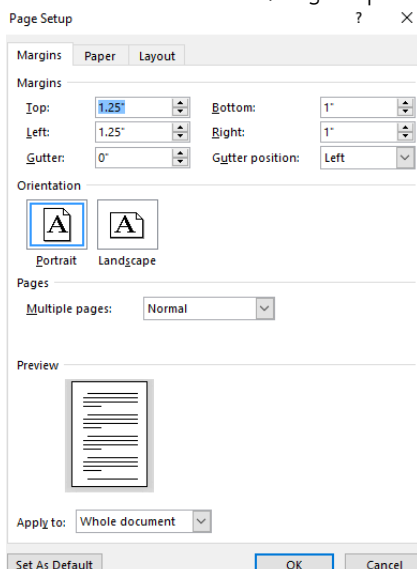 Page Setup ? ×
Margins Paper Layout
Margins
Top: 1.25" Bottom: 1"
Left: 1.25" Right: 1"
Gutter: 0" Gutter position: Left
Orientation
A A
Portrait Landscape
Pages
Multiple pages: Normal
Preview
Apply to: Whole document
Set As Default OK Cancel